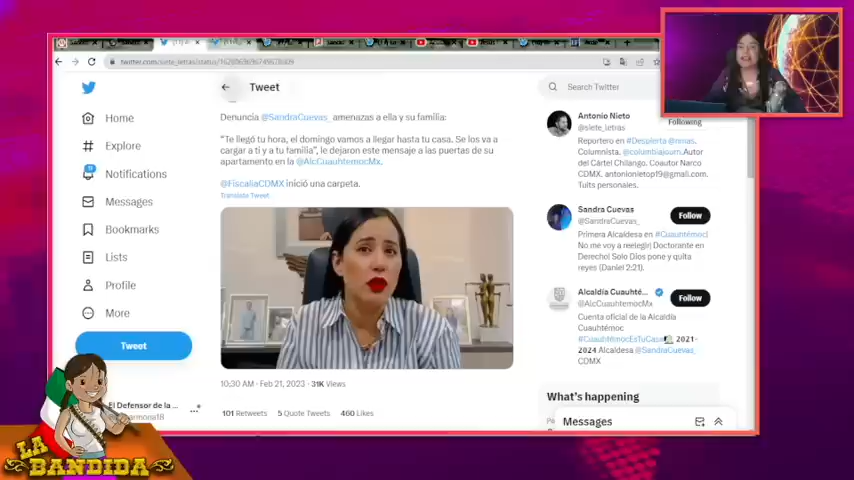 Tweet
Search Twitter
Home
Explore
Notifications
Messages
Bookmarks
Lists
Profile
More
Tweet
Denuncia @SandraCuevas_ amenazas a ella y su familia:
"Te llegó tu hora, el domingo vamos a llegar hasta tu casa. Se los va a
cargar a ti y a tu familia", le dejaron este mensaje a las puertas de su
apartamento en la @AlcCuauhtemocMx.
@FiscaliaCDMX inició una carpeta.
Translate Tweet
10:30 AM · Feb 21, 2023 · 31K Views
101 Retweets 5 Quote Tweets 460 Likes
El Defensor de la ...
Antonio Nieto
@siete_letras
Following
Reportero en #Despierta @nmas.
Columnista, @columbiajourn. Autor
del Cártel Chilango. Coautor Narco
CDMX. antonionietop19@gmail.com.
Tuits personales.
Sandra Cuevas
@SandraCuevas_
Follow
Primera Alcaldesa en #Cuauhtémoc|
No me voy a reelegir| Doctorante en
Derecho| Solo Dios pone y quita
reyes (Daniel 2:21).
Alcaldía Cuauhté...
@AlcCuauhtemocMx
Follow
Cuenta oficial de la Alcaldía
Cuauhtémoc
#CuauhtémocEsTuCasa 2021-
2024 Alcaldesa @SandraCuevas_
CDMX
What's happening
Messages
LA
BANDIDA